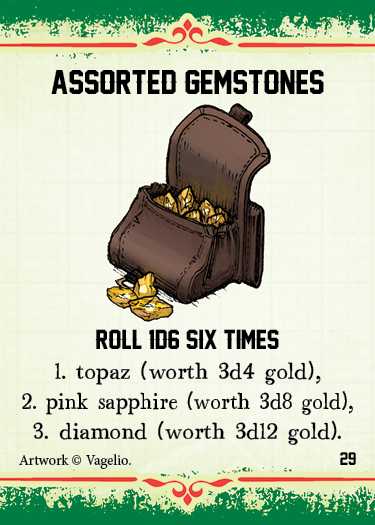 ASSORTED GEMSTONES
ROLL 1D6 SIX TIMES
1. topaz (worth 3d4 gold),
2. pink sapphire (worth 3d8 gold),
3. diamond (worth 3d12 gold).
Artwork © Vagelio. 29